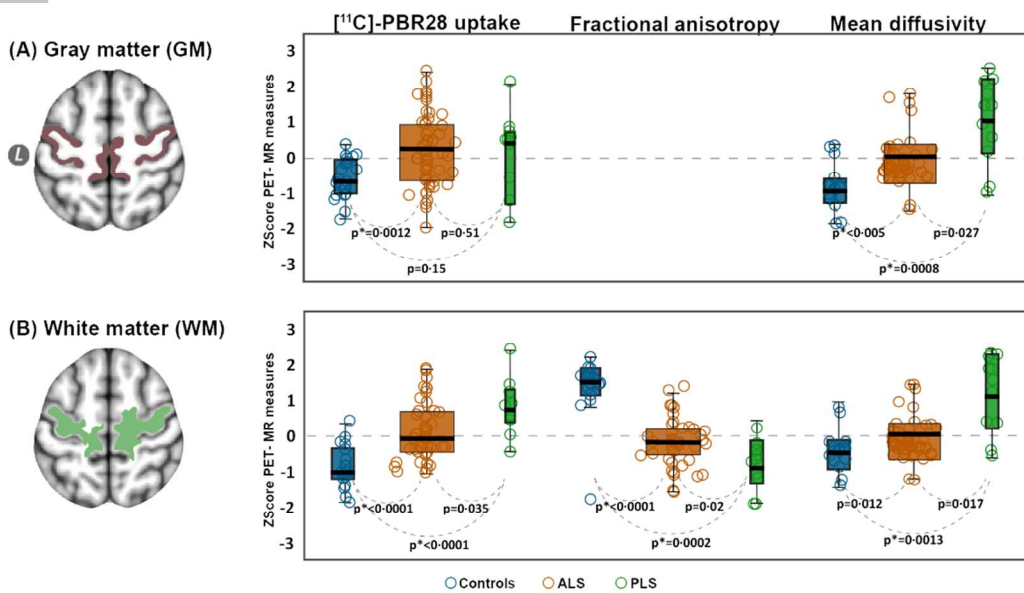 [¹¹C]-PBR28 uptake Fractional anisotropy Mean diffusivity
(A) Gray matter (GM)
L
ZScore PET- MR measures
3
2
1
0
-1
-2
-3
p*=0·0012 p=0·51
p=0·15
p*<0·005 p=0·027
p*=0·0008
(B) White matter (WM)
ZScore PET- MR measures
3
2
1
0
-1
-2
-3
p*<0·0001 p=0·035
p*<0·0001
p*<0·0001 p=0·02
p*=0·0002
p=0·012 p=0·017
p*=0·0013
Controls ALS PLS